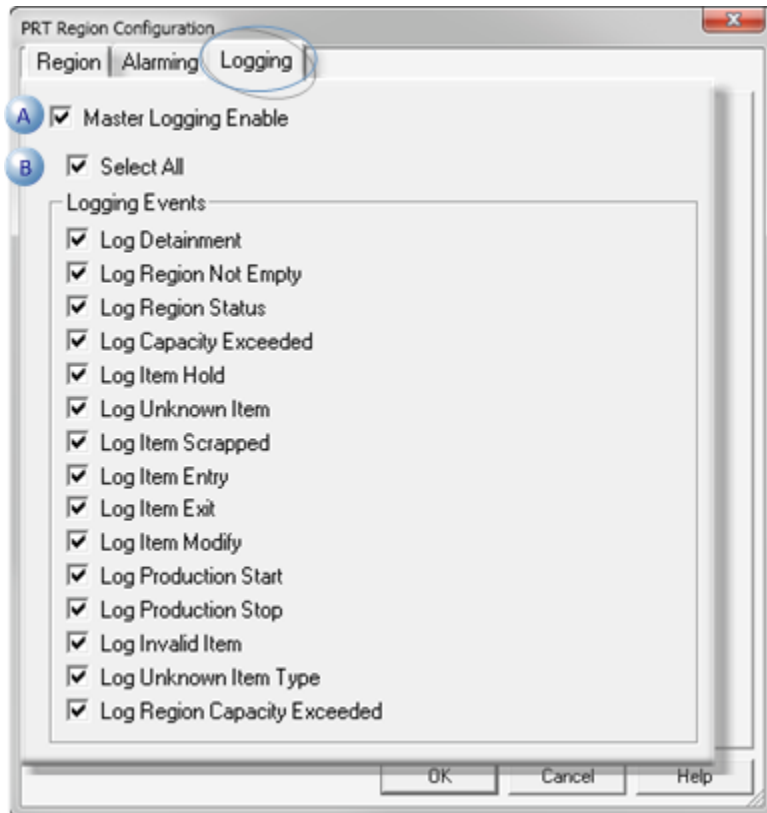 PRT Region Configuration
Region Alarming Logging
A Master Logging Enable
B Select All
Logging Events
Log Detainment
Log Region Not Empty
Log Region Status
Log Capacity Exceeded
Log Item Hold
Log Unknown Item
Log Item Scrapped
Log Item Entry
Log Item Exit
Log Item Modify
Log Production Start
Log Production Stop
Log Invalid Item
Log Unknown Item Type
Log Region Capacity Exceeded
OK Cancel Help